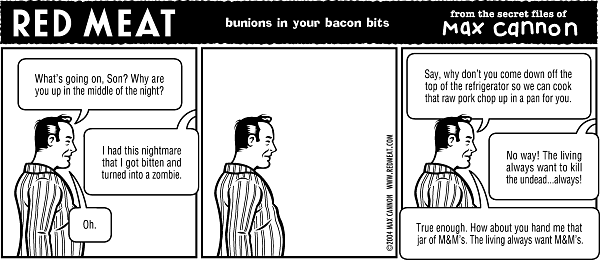 RED MEAT
bunions in your bacon bits
from the secret files of
Max cannon
What's going on, Son? Why are
you up in the middle of the night?
I had this nightmare
that I got bitten and
turned into a zombie.
Oh.
©2004 MAX CANNON WWW.REDMEAT.COM
Say, why don't you come down off the
top of the refrigerator so we can cook
that raw pork chop up in a pan for you.
No way! The living
always want to kill
the undead...always!
True enough. How about you hand me that
jar of M&M's. The living always want M&M's.